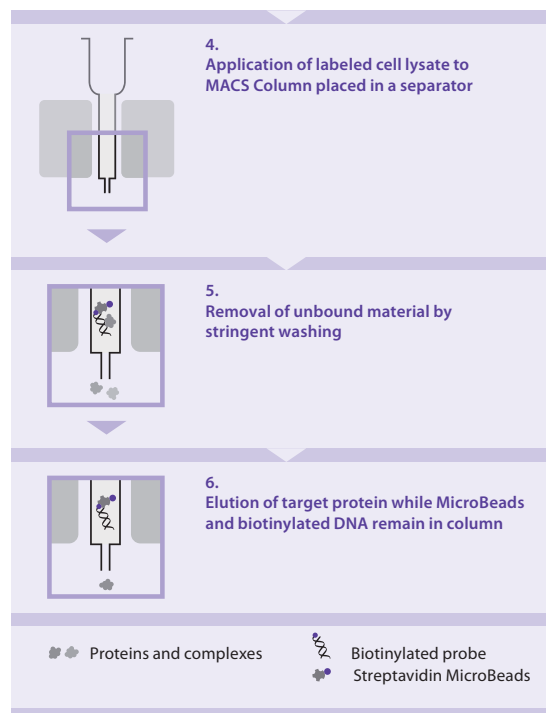 4.
Application of labeled cell lysate to
MACS Column placed in a separator
5.
Removal of unbound material by
stringent washing
6.
Elution of target protein while MicroBeads
and biotinylated DNA remain in column
Proteins and complexes
Biotinylated probe
Streptavidin MicroBeads